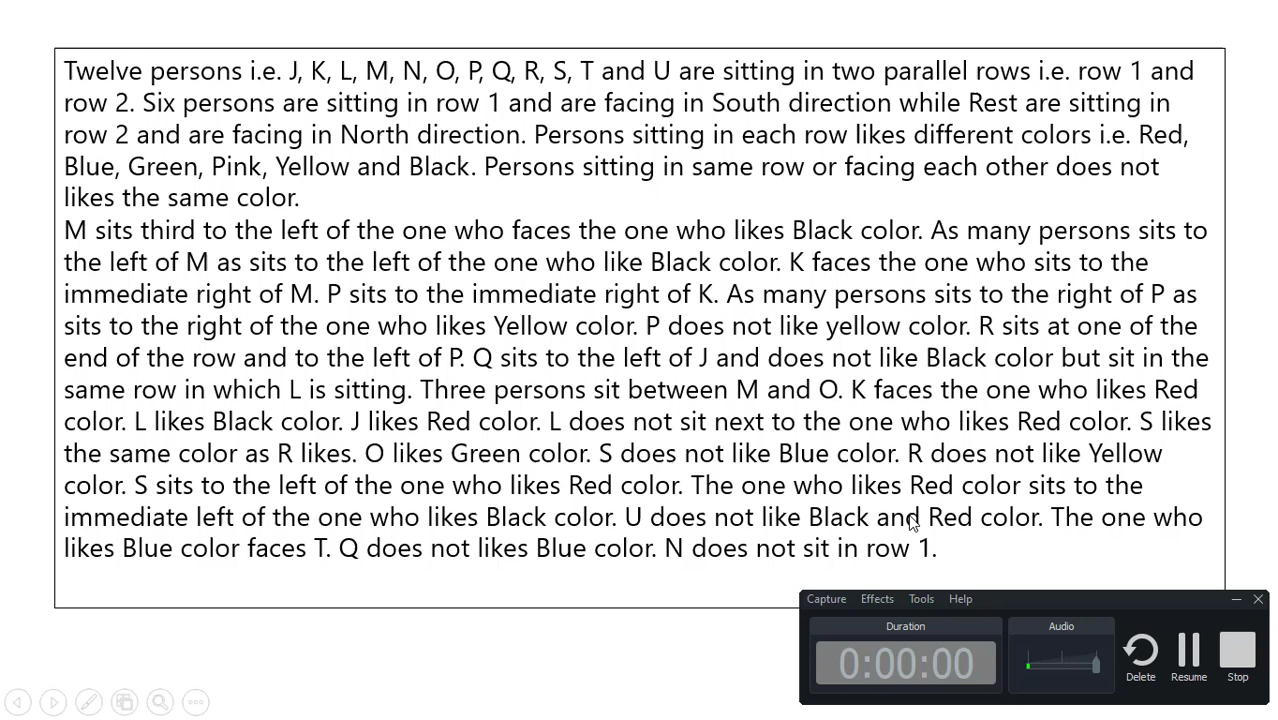 Twelve persons i.e. J, K, L, M, N, O, P, Q, R, S, T and U are sitting in two parallel rows i.e. row 1 and
row 2. Six persons are sitting in row 1 and are facing in South direction while Rest are sitting in
row 2 and are facing in North direction. Persons sitting in each row likes different colors i.e. Red,
Blue, Green, Pink, Yellow and Black. Persons sitting in same row or facing each other does not
likes the same color.
M sits third to the left of the one who faces the one who likes Black color. As many persons sits to
the left of M as sits to the left of the one who like Black color. K faces the one who sits to the
immediate right of M. P sits to the immediate right of K. As many persons sits to the right of P as
sits to the right of the one who likes Yellow color. P does not like yellow color. R sits at one of the
end of the row and to the left of P. Q sits to the left of J and does not like Black color but sit in the
same row in which L is sitting. Three persons sit between M and O. K faces the one who likes Red
color. L likes Black color. J likes Red color. L does not sit next to the one who likes Red color. S likes
the same color as R likes. O likes Green color. S does not like Blue color. R does not like Yellow
color. S sits to the left of the one who likes Red color. The one who likes Red color sits to the
immediate left of the one who likes Black color. U does not like Black and Red color. The one who
likes Blue color faces T. Q does not likes Blue color. N does not sit in row 1.
Capture Effects Tools Help
Duration Audio
0:00:00
Delete Resume Stop